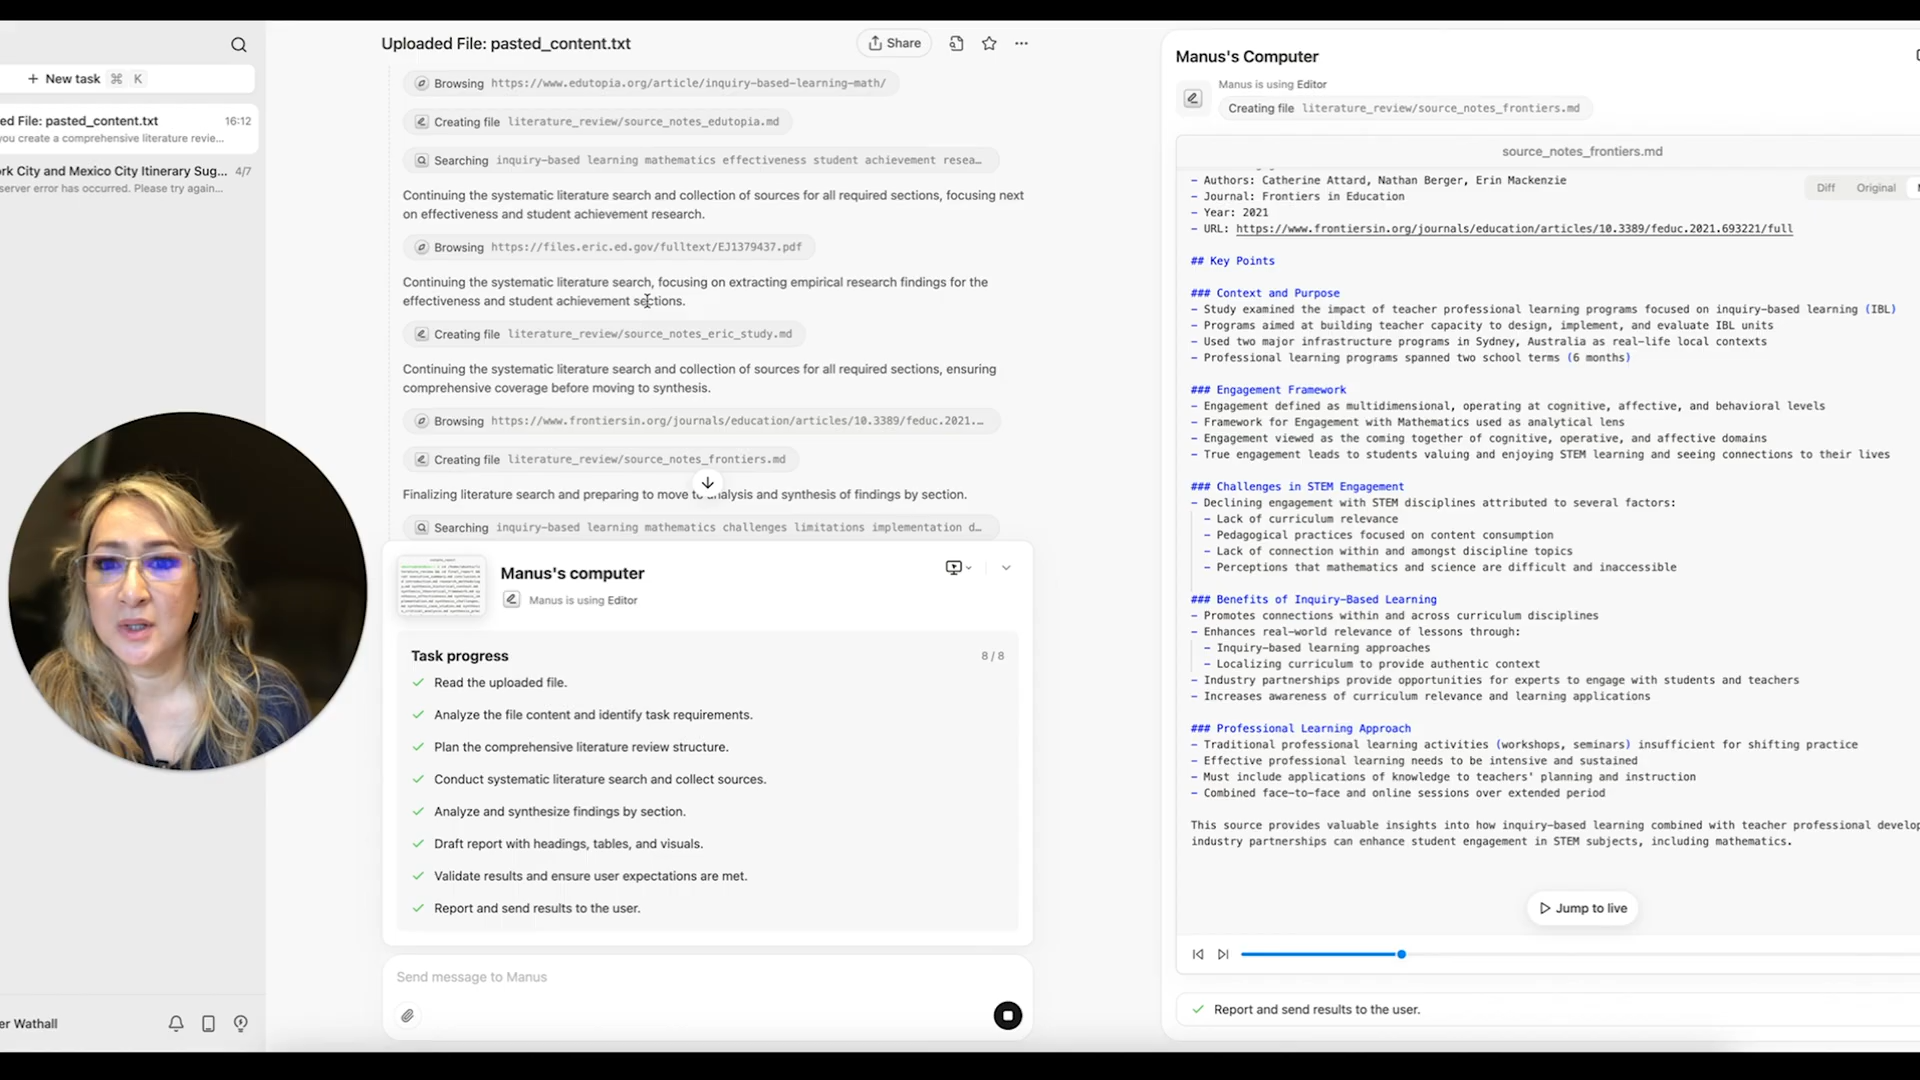 New task ⌘ K
ed File: pasted_content.txt 16:12
you create a comprehensive literature revie...
rk City and Mexico City Itinerary Sug... 4/7
server error has occurred. Please try again...
er Wathall
Uploaded File: pasted_content.txt
Share
Browsing https://www.edutopia.org/article/inquiry-based-learning-math/
Creating file literature_review/source_notes_edutopia.md
Searching inquiry-based learning mathematics effectiveness student achievement resea…
Continuing the systematic literature search and collection of sources for all required sections, focusing next
on effectiveness and student achievement research.
Browsing https://files.eric.ed.gov/fulltext/EJ1379437.pdf
Continuing the systematic literature search, focusing on extracting empirical research findings for the
effectiveness and student achievement sections.
Creating file literature_review/source_notes_eric_study.md
Continuing the systematic literature search and collection of sources for all required sections, ensuring
comprehensive coverage before moving to synthesis.
Browsing https://www.frontiersin.org/journals/education/articles/10.3389/feduc.2021.…
Creating file literature_review/source_notes_frontiers.md
Finalizing literature search and preparing to move to analysis and synthesis of findings by section.
Searching inquiry-based learning mathematics challenges limitations implementation d…
Manus's computer
Manus is using Editor
Task progress 8 / 8
Read the uploaded file.
Analyze the file content and identify task requirements.
Plan the comprehensive literature review structure.
Conduct systematic literature search and collect sources.
Analyze and synthesize findings by section.
Draft report with headings, tables, and visuals.
Validate results and ensure user expectations are met.
Report and send results to the user.
Send message to Manus
Manus's Computer
Manus is using Editor
Creating file literature_review/source_notes_frontiers.md
source_notes_frontiers.md
Diff Original
- Authors: Catherine Attard, Nathan Berger, Erin Mackenzie
- Journal: Frontiers in Education
- Year: 2021
- URL: https://www.frontiersin.org/journals/education/articles/10.3389/feduc.2021.693221/full
## Key Points
### Context and Purpose
- Study examined the impact of teacher professional learning programs focused on inquiry-based learning (IBL)
- Programs aimed at building teacher capacity to design, implement, and evaluate IBL units
- Used two major infrastructure programs in Sydney, Australia as real-life local contexts
- Professional learning programs spanned two school terms (6 months)
### Engagement Framework
- Engagement defined as multidimensional, operating at cognitive, affective, and behavioral levels
- Framework for Engagement with Mathematics used as analytical lens
- Engagement viewed as the coming together of cognitive, operative, and affective domains
- True engagement leads to students valuing and enjoying STEM learning and seeing connections to their lives
### Challenges in STEM Engagement
- Declining engagement with STEM disciplines attributed to several factors:
- Lack of curriculum relevance
- Pedagogical practices focused on content consumption
- Lack of connection within and amongst discipline topics
- Perceptions that mathematics and science are difficult and inaccessible
### Benefits of Inquiry-Based Learning
- Promotes connections within and across curriculum disciplines
- Enhances real-world relevance of lessons through:
- Inquiry-based learning approaches
- Localizing curriculum to provide authentic context
- Industry partnerships provide opportunities for experts to engage with students and teachers
- Increases awareness of curriculum relevance and learning applications
### Professional Learning Approach
- Traditional professional learning activities (workshops, seminars) insufficient for shifting practice
- Effective professional learning needs to be intensive and sustained
- Must include applications of knowledge to teachers' planning and instruction
- Combined face-to-face and online sessions over extended period
This source provides valuable insights into how inquiry-based learning combined with teacher professional develop
industry partnerships can enhance student engagement in STEM subjects, including mathematics.
Jump to live
Report and send results to the user.